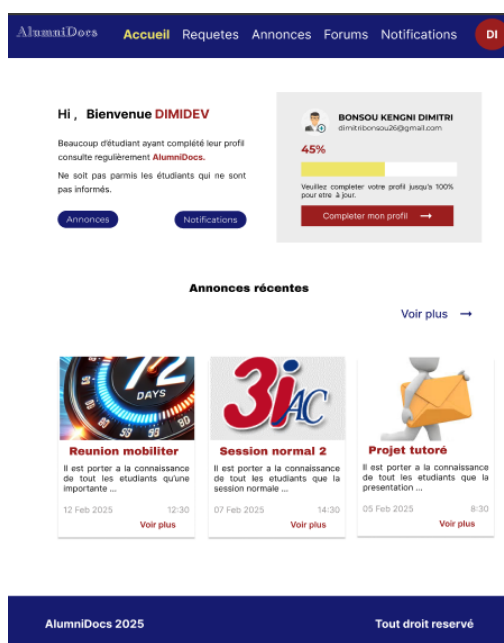 AlumniDocs Accueil Requetes Annonces Forums Notifications DI
Hi , Bienvenue DIMIDEV
Beaucoup d'étudiant ayant complété leur profil
consulte regulièrement AlumniDocs.
Ne soit pas parmis les étudiants qui ne sont
pas informés.
Annonces Notifications
BONSOU KENGNI DIMITRI
dimitribonsou26@gmail.com
45%
Veuillez completer votre profil jusqu'a 100%
pour etre à jour.
Completer mon profil →
Annonces récentes
Voir plus →
72
DAYS
Reunion mobiliter
Il est porter a la connaissance
de tout les etudiants qu'une
importante ...
12 Feb 2025 12:30
Voir plus
3iAC
Session normal 2
Il est porter a la connaissance
de tout les etudiants que la
session normale ...
07 Feb 2025 14:30
Voir plus
Projet tutoré
Il est porter a la connaissance
de tout les etudiants que la
presentation ...
05 Feb 2025 8:30
Voir plus
AlumniDocs 2025 Tout droit reservé